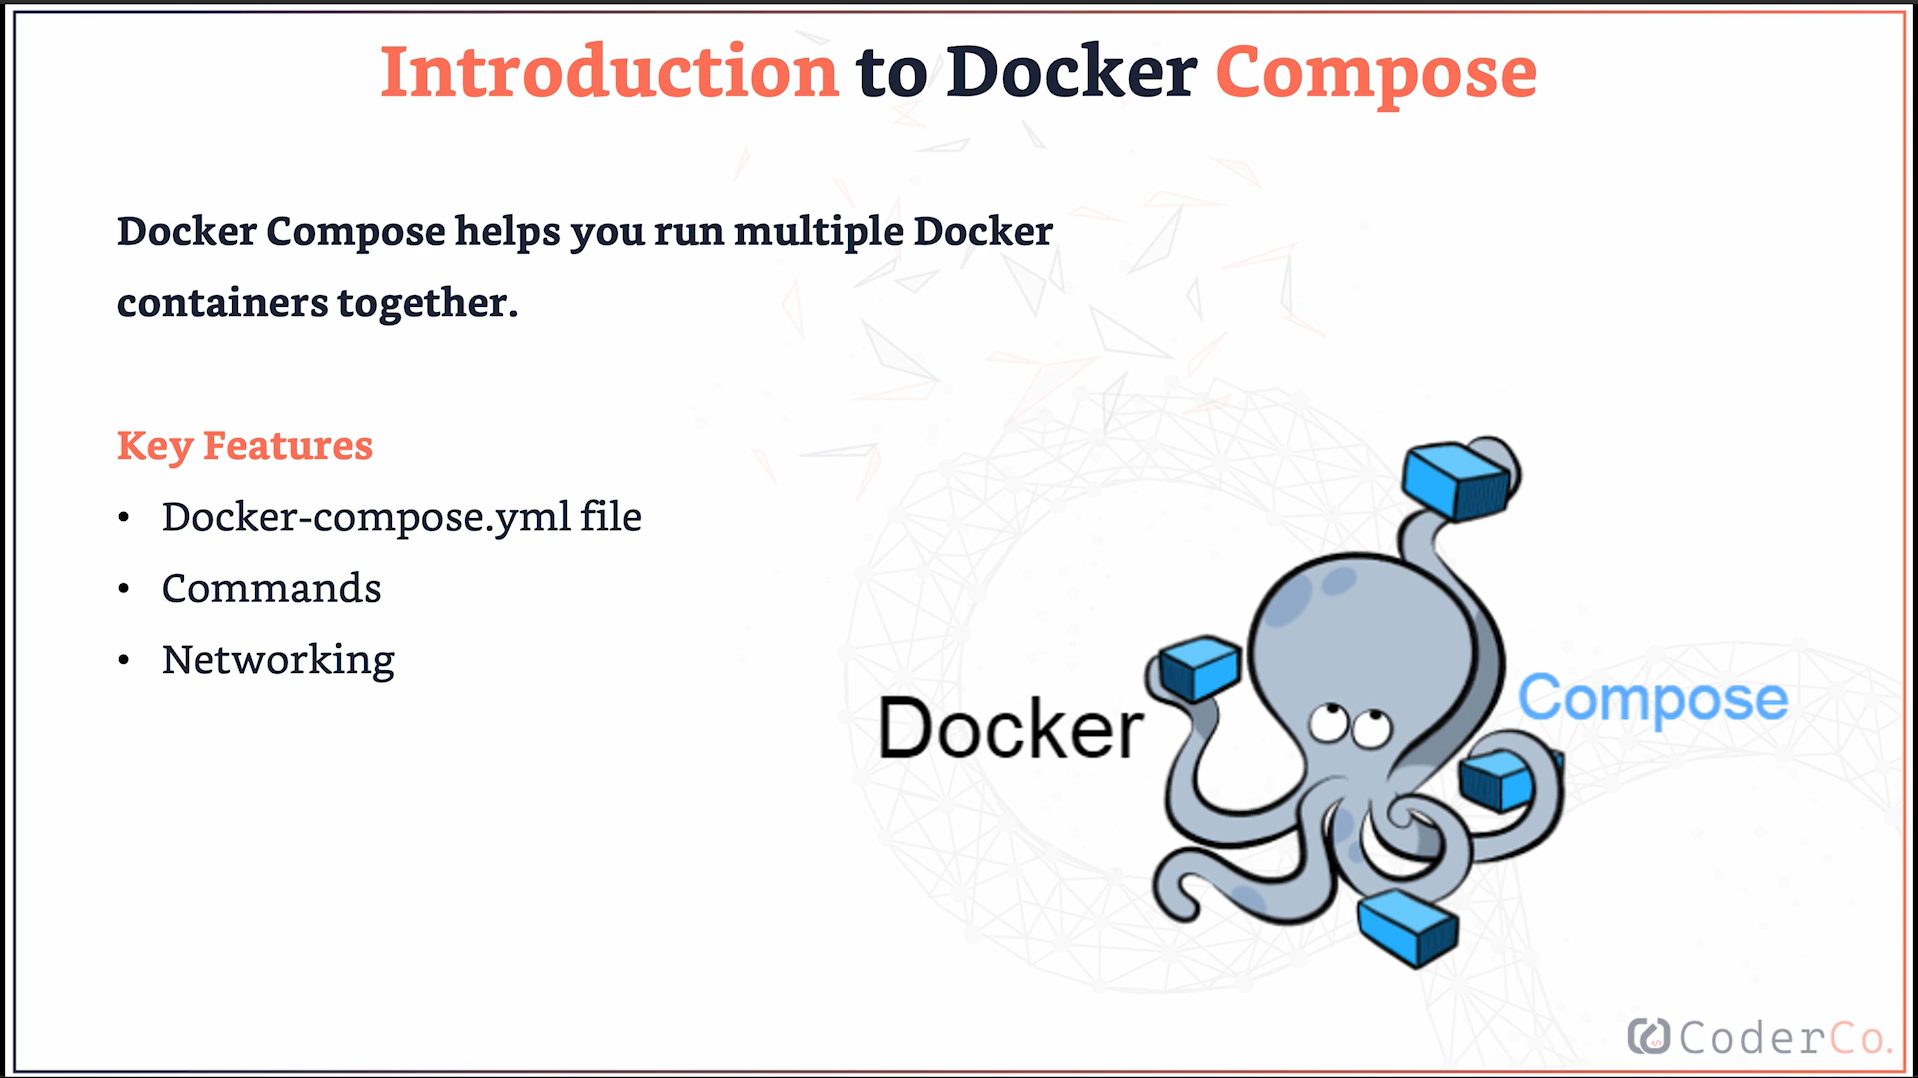 Introduction to Docker Compose
Docker Compose helps you run multiple Docker
containers together.
Key Features
• Docker-compose.yml file
• Commands
• Networking
Docker
Compose
CoderCo.